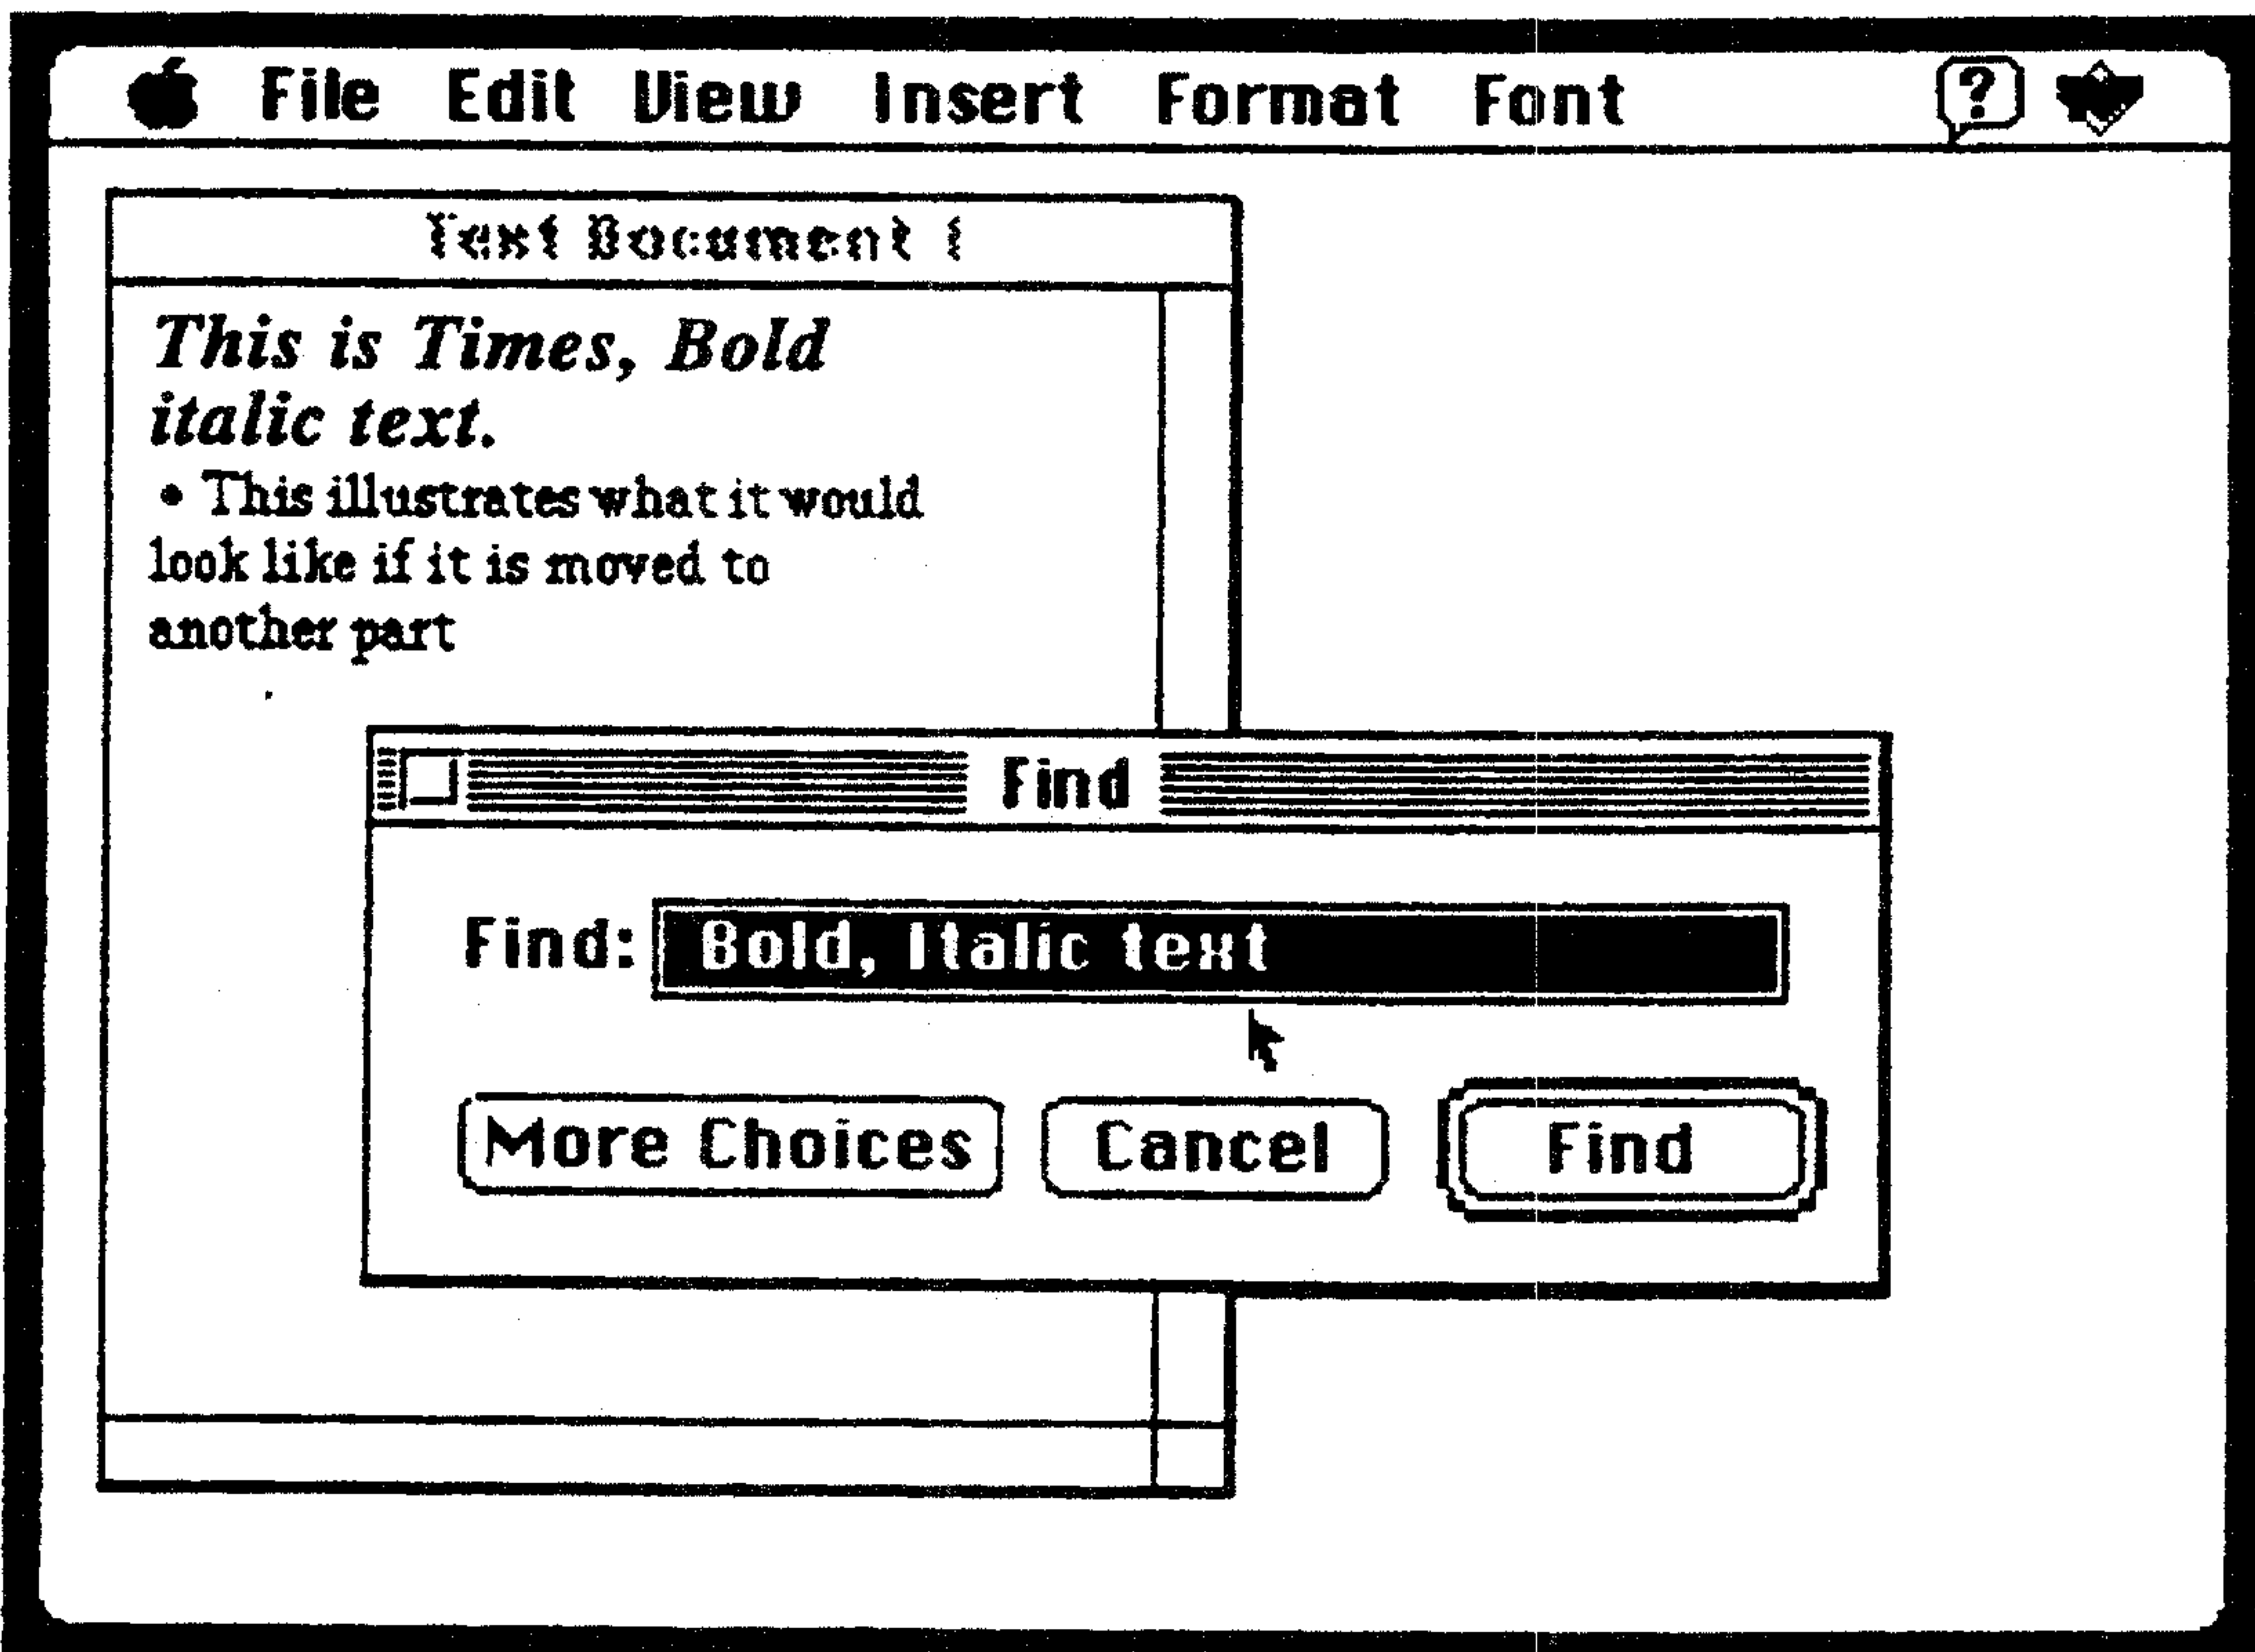 File Edit View Insert Format Font ?
Text Document 1
This is Times, Bold
italic text.
• This illustrates what it would
look like if it is moved to
another part
Find
Find: Bold, Italic text
More Choices Cancel Find